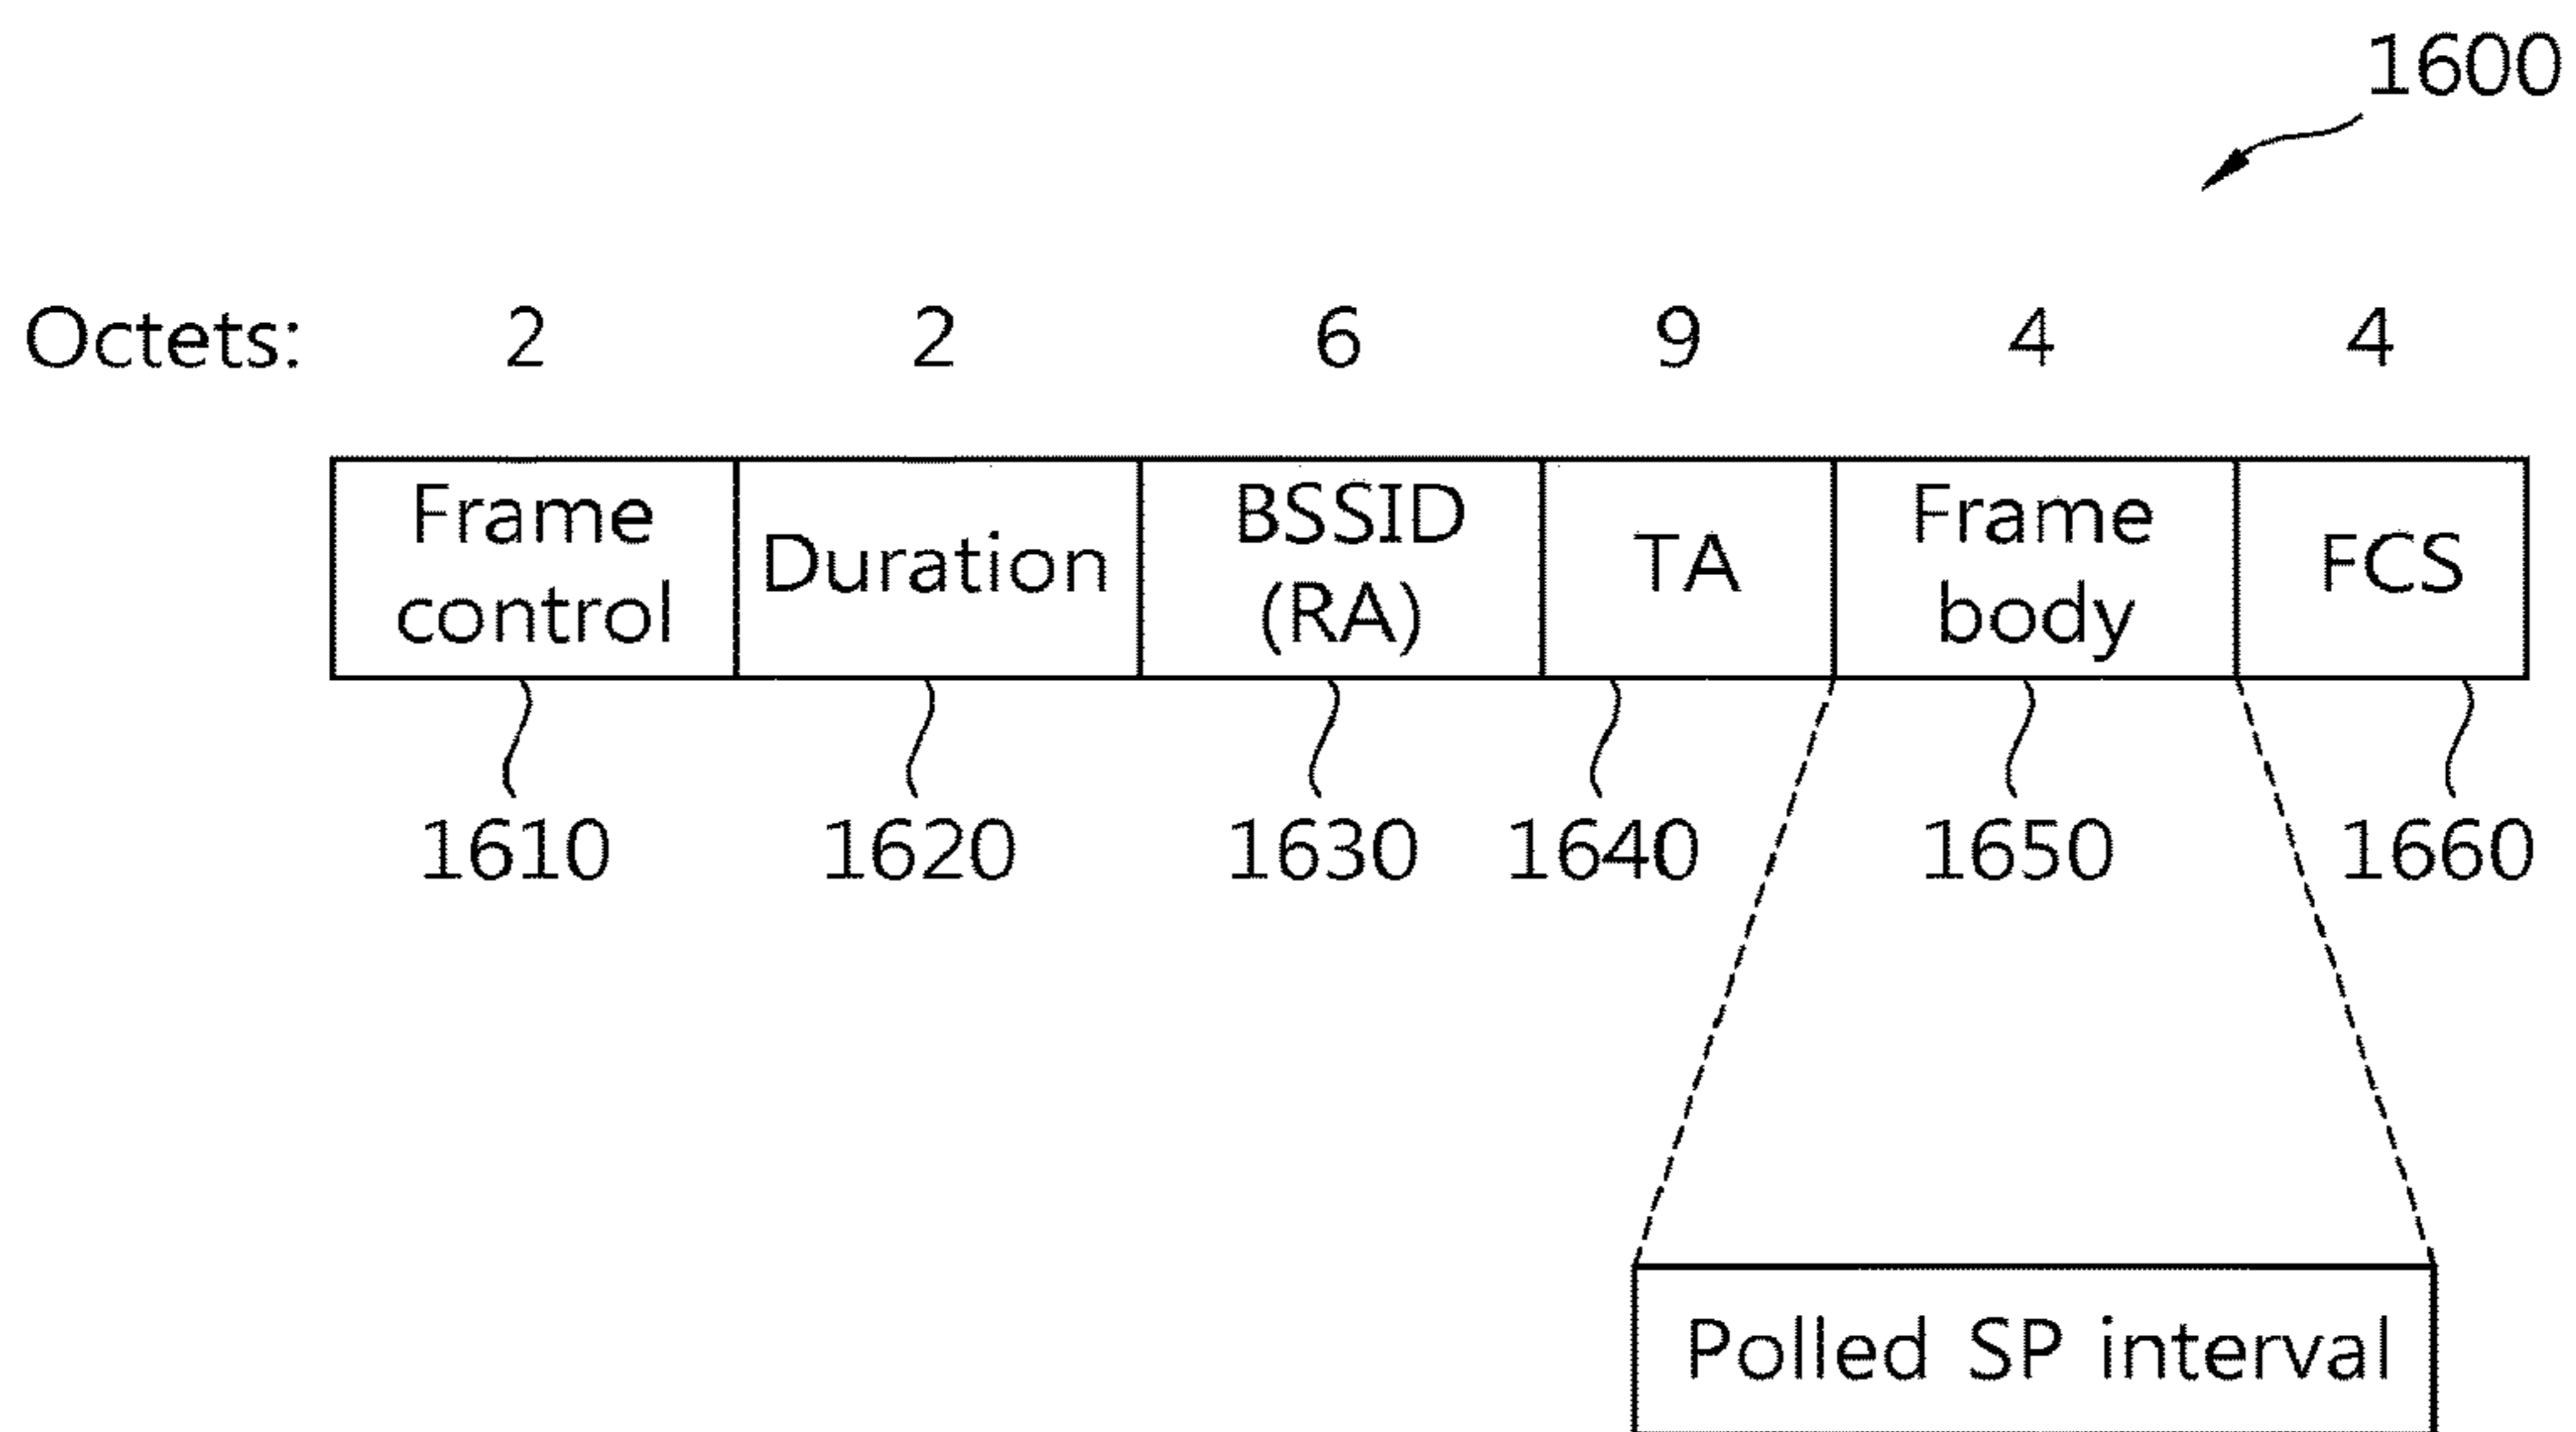 1600
Octets: 2 2 6 9 4 4
Frame control
Duration
BSSID (RA)
TA
Frame body
FCS
1610 1620 1630 1640 1650 1660
Polled SP interval